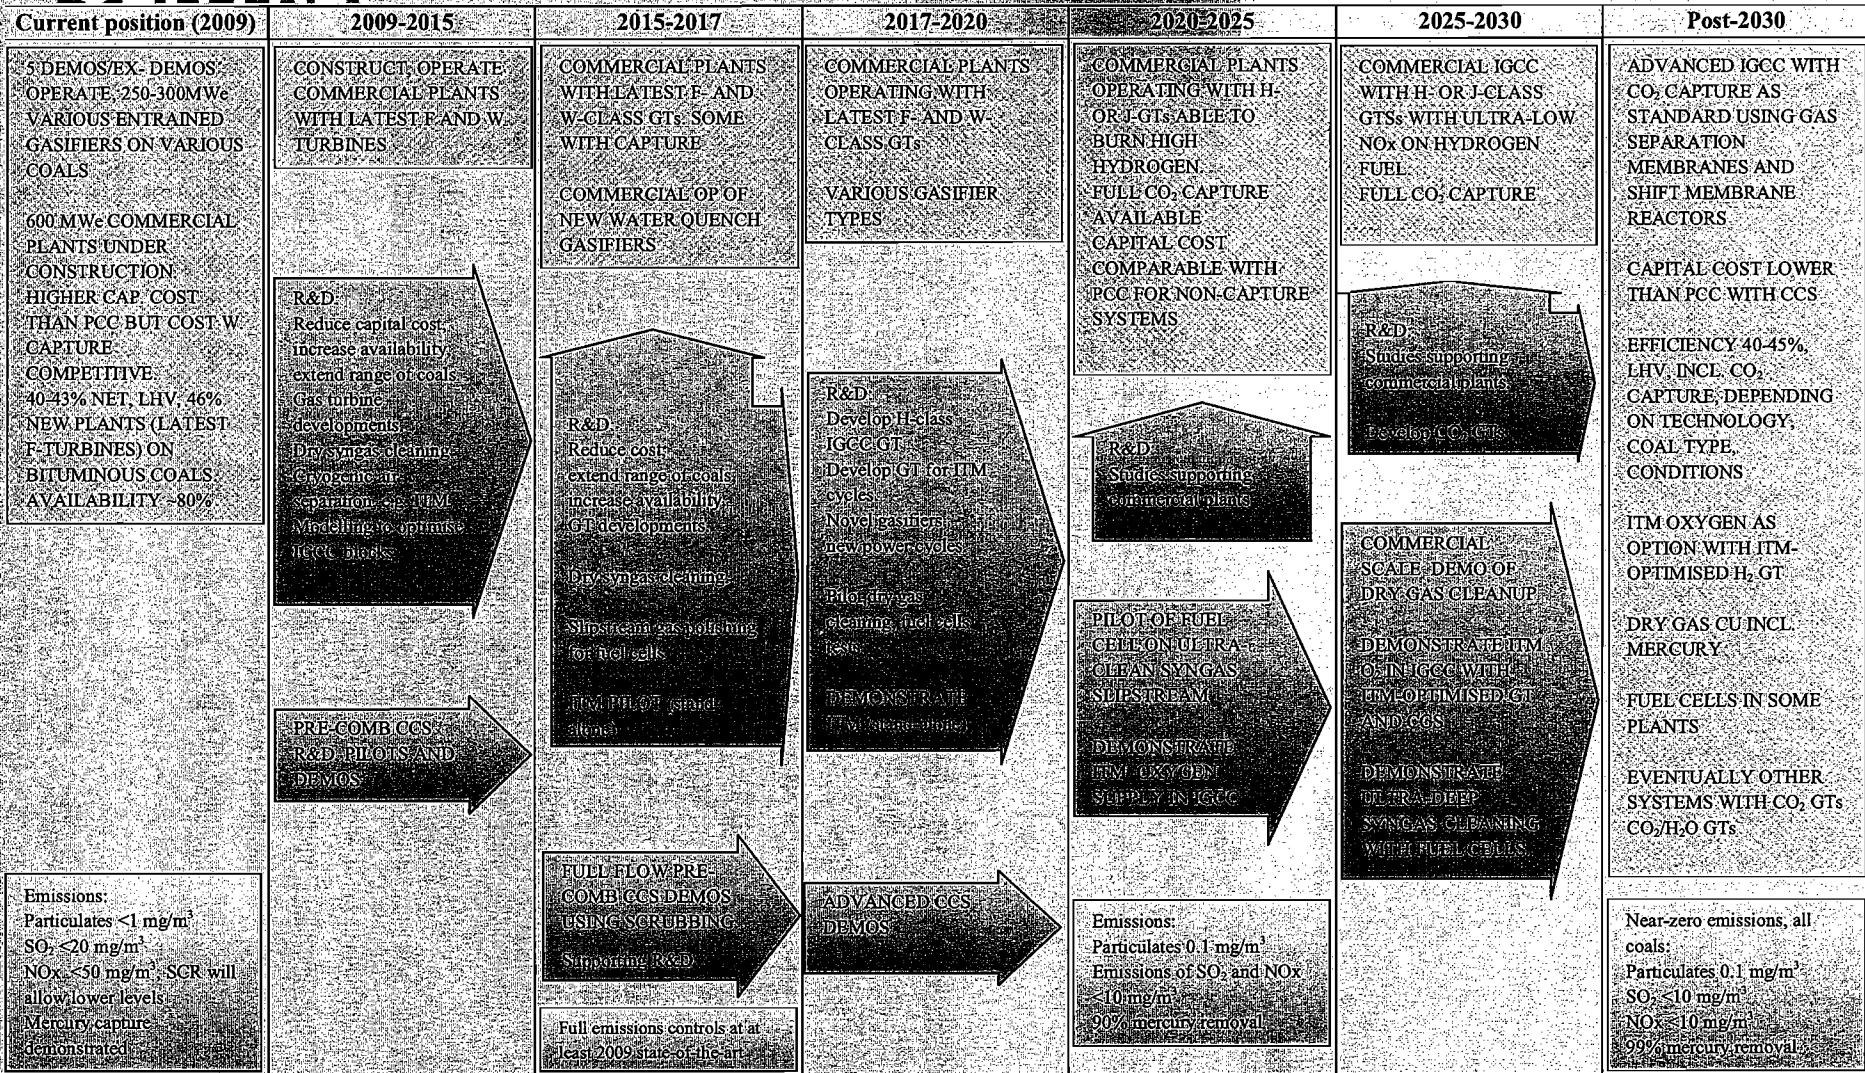 Current position (2009)
2009-2015
2015-2017
2017-2020
2020-2025
2025-2030
Post-2030
5 DEMOS/EX- DEMOS
OPERATE, 250-300MWe
VARIOUS ENTRAINED
GASIFIERS ON VARIOUS
COALS
600 MWe COMMERCIAL
PLANTS UNDER
CONSTRUCTION
HIGHER CAP. COST
THAN PCC BUT COST W
CAPTURE
COMPETITIVE
40-43% NET, LHV, 46%
NEW PLANTS (LATEST
F-TURBINES) ON
BITUMINOUS COALS
AVAILABILITY ~80%
Emissions:
Particulates <1 mg/m³
SO₂ <20 mg/m³
NOx <50 mg/m³, SCR will
allow lower levels
Mercury capture
demonstrated
CONSTRUCT, OPERATE
COMMERCIAL PLANTS
WITH LATEST F-AND W-
TURBINES
R&D:
Reduce capital cost,
increase availability
extend range of coals
Gas turbine
developments
Dry syngas cleaning
Cryogenic air
separation, e.g. ITM
Modelling to optimise
IGCC blocks
PRE-COMB CCS
R&D, PILOTS AND
DEMOS
COMMERCIAL PLANTS
WITH LATEST F- AND
W-CLASS GTs. SOME
WITH CAPTURE
COMMERCIAL OP OF
NEW WATER QUENCH
GASIFIERS
R&D:
Reduce cost,
extend range of coals,
increase availability
GT developments
Dry syngas cleaning
Slipstream gas polishing
for fuel cells
ITM PILOT (stand-
alone)
FULL FLOW PRE-
COMB CCS DEMOS
USING SCRUBBING
Supporting R&D
Full emissions controls at at
least 2009 state-of-the-art
COMMERCIAL PLANTS
OPERATING WITH
LATEST F- AND W-
CLASS GTs
VARIOUS GASIFIER
TYPES
R&D:
Develop H-class
IGCC GT
Develop GT for ITM
cycles
Novel gasifiers,
new power cycles
Pilot dry gas
cleaning, fuel cells
tests
DEMONSTRATE
ITM (stand-alone)
ADVANCED CCS
DEMOS
COMMERCIAL PLANTS
OPERATING WITH H-
OR J-GTs ABLE TO
BURN HIGH
HYDROGEN.
FULL CO₂ CAPTURE
AVAILABLE
CAPITAL COST
COMPARABLE WITH
PCC FOR NON-CAPTURE
SYSTEMS
R&D:
Studies supporting
commercial plants
PILOT OF FUEL
CELL ON ULTRA-
CLEAN SYNGAS
SLIPSTREAM
DEMONSTRATE
ITM OXYGEN
SUPPLY IN IGCC
Emissions:
Particulates 0.1 mg/m³
Emissions of SO₂ and NOx
<10 mg/m³
90% mercury removal
COMMERCIAL IGCC
WITH H- OR J-CLASS
GTSs WITH ULTRA-LOW
NOx ON HYDROGEN
FUEL
FULL CO₂ CAPTURE
R&D
Studies supporting
commercial plants
Develop CO₂ GTs
COMMERCIAL
SCALE DEMO OF
DRY GAS CLEANUP
DEMONSTRATE ITM
O₂ IN IGCC WITH
ITM-OPTIMISED GT
AND CCS
DEMONSTRATE
ULTRA-DEEP
SYNGAS CLEANING
WITH FUEL CELLS
ADVANCED IGCC WITH
CO₂ CAPTURE AS
STANDARD USING GAS
SEPARATION
MEMBRANES AND
SHIFT MEMBRANE
REACTORS
CAPITAL COST LOWER
THAN PCC WITH CCS
EFFICIENCY 40-45%,
LHV, INCL. CO₂
CAPTURE, DEPENDING
ON TECHNOLOGY,
COAL TYPE,
CONDITIONS
ITM OXYGEN AS
OPTION WITH ITM-
OPTIMISED H₂ GT
DRY GAS CU INCL.
MERCURY
FUEL CELLS IN SOME
PLANTS
EVENTUALLY OTHER
SYSTEMS WITH CO₂ GTs
CO₂/H₂O GTs
Near-zero emissions, all
coals:
Particulates 0.1 mg/m³
SO₂ <10 mg/m³
NOx <10 mg/m³
99% mercury removal